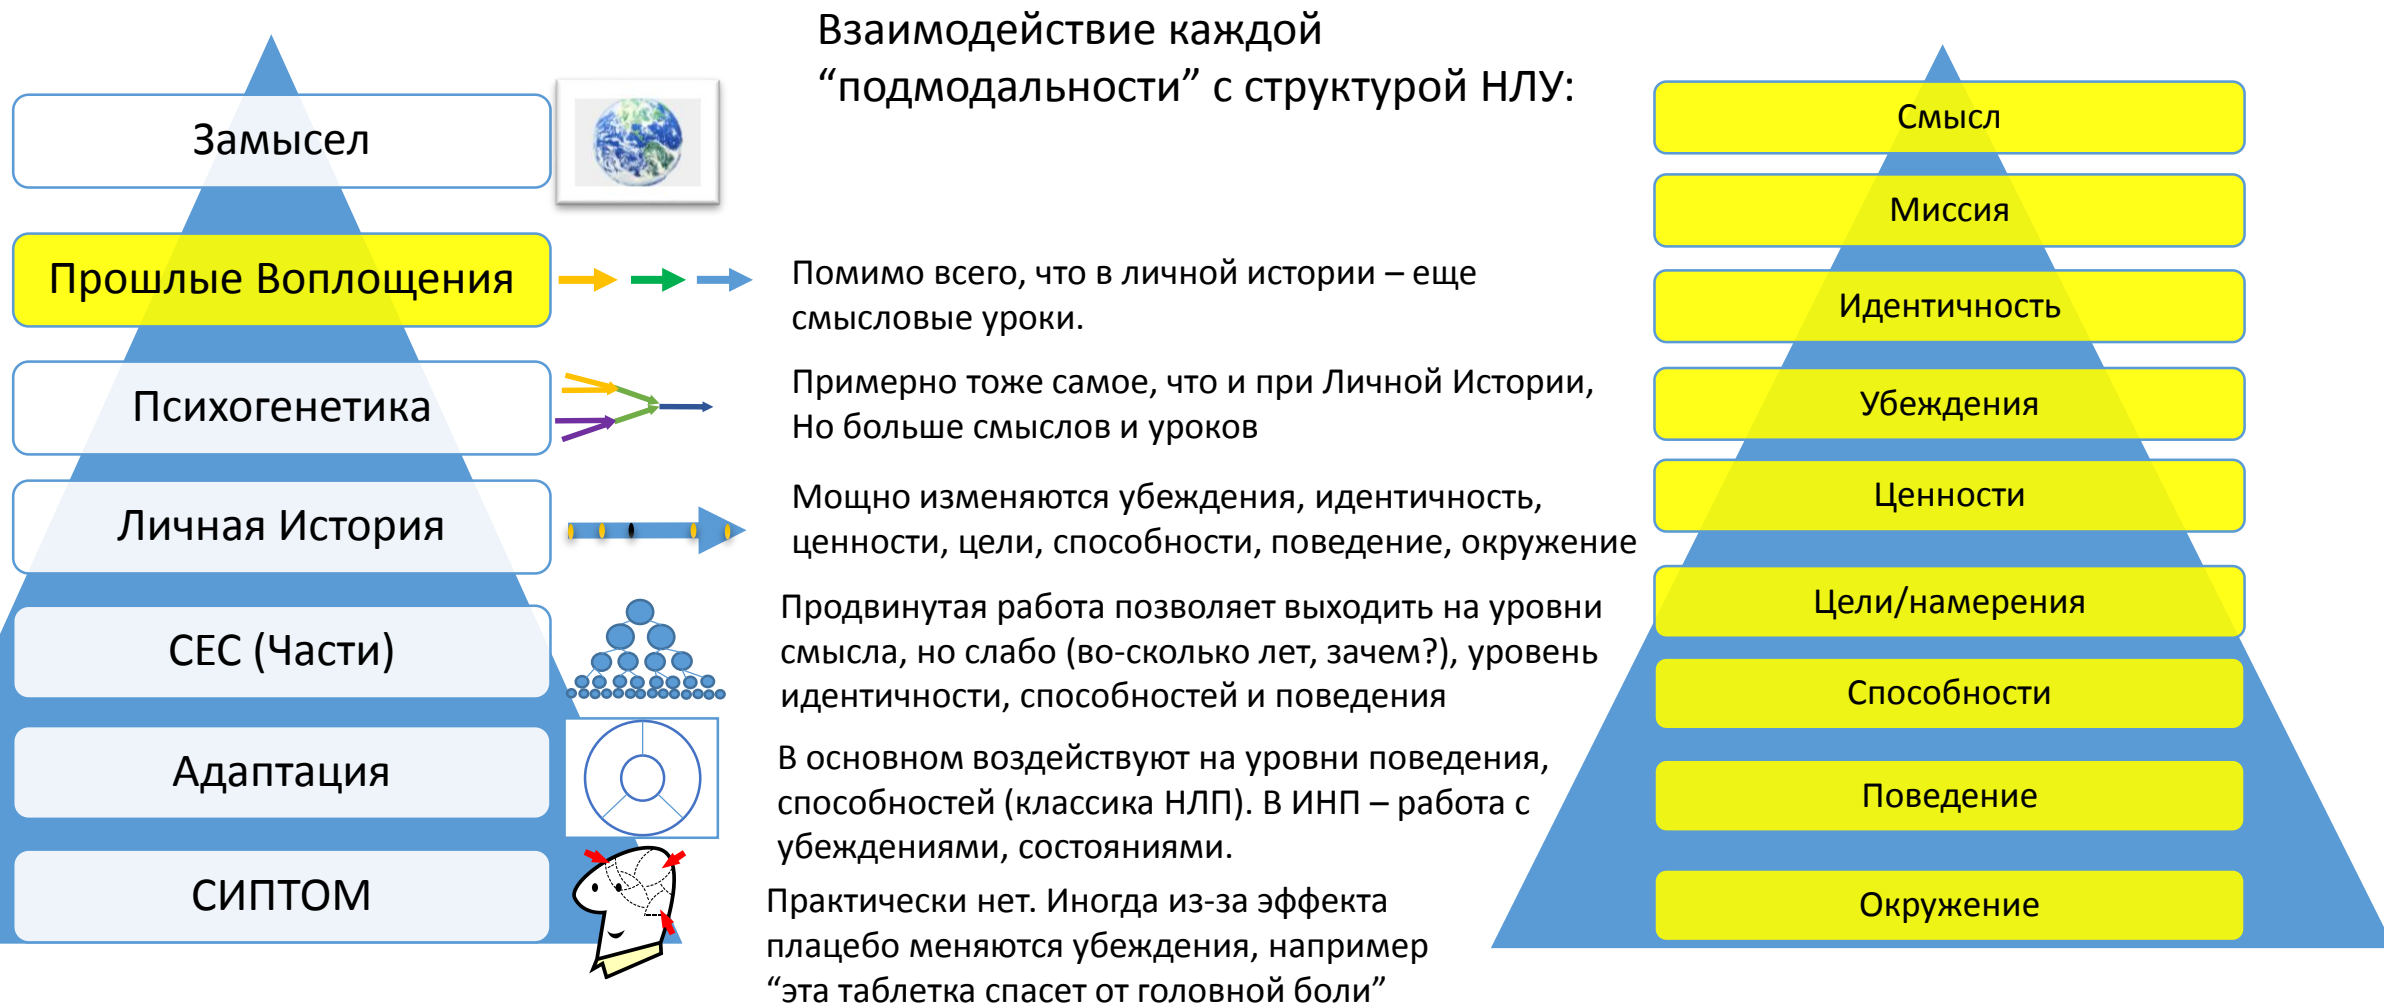 Взаимодействие каждой
“подмодальности” с структурой НЛУ:
Замысел
Прошлые Воплощения
Помимо всего, что в личной истории – еще
смысловые уроки.
Психогенетика
Примерно тоже самое, что и при Личной Истории,
Но больше смыслов и уроков
Личная История
Мощно изменяются убеждения, идентичность,
ценности, цели, способности, поведение, окружение
СЕС (Части)
Продвинутая работа позволяет выходить на уровни
смысла, но слабо (во-сколько лет, зачем?), уровень
идентичности, способностей и поведения
Адаптация
В основном воздействуют на уровни поведения,
способностей (классика НЛП). В ИНП – работа с
убеждениями, состояниями.
СИПТОМ
Практически нет. Иногда из-за эффекта
плацебо меняются убеждения, например
“эта таблетка спасет от головной боли”
Смысл
Миссия
Идентичность
Убеждения
Ценности
Цели/намерения
Способности
Поведение
Окружение